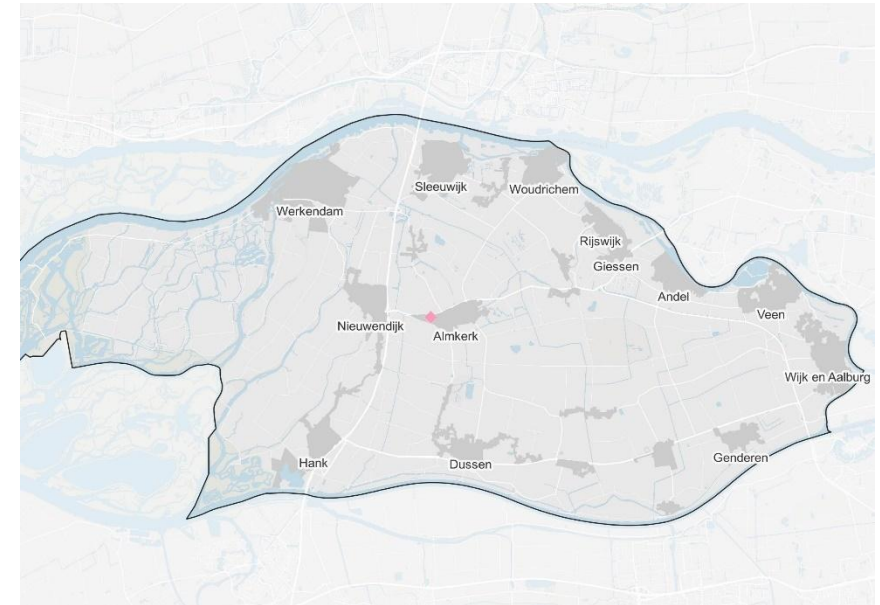 Sleeuwijk
Woudrichem
Werkendam
Rijswijk
Giessen
Andel
Veen
Nieuwendijk
Almkerk
Wijk en Aalburg
Hank
Dussen
Genderen